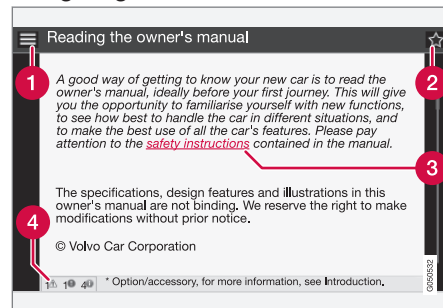 Reading the owner's manual
1
2
A good way of getting to know your new car is to read the
owner's manual, ideally before your first journey. This will give
you the opportunity to familiarise yourself with new functions,
to see how best to handle the car in different situations, and
to make the best use of all the car's features. Please pay
attention to the safety instructions contained in the manual.
3
The specifications, design features and illustrations in this
owner's manual are not binding. We reserve the right to make
modifications without prior notice.
4
© Volvo Car Corporation
1 1 4 * Option/accessory, for more information, see Introduction.
G050532